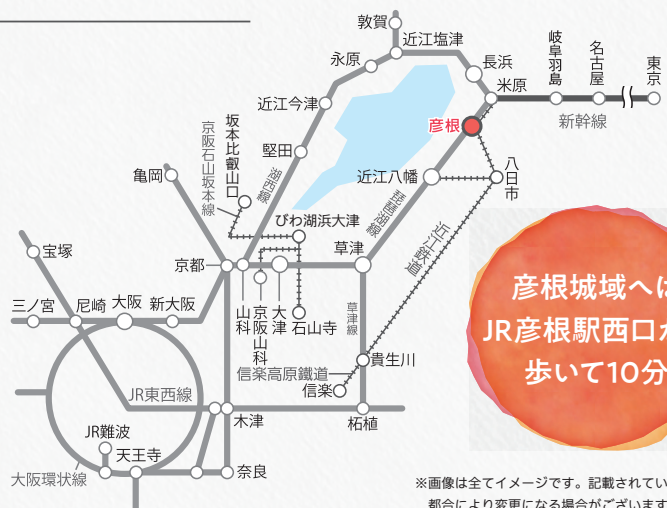 敦賀
近江塩津
永原
長浜
米原
岐阜羽島
名古屋
東京
新幹線
近江今津
彦根
坂本比叡山口
京阪石山坂本線
堅田
湖西線
近江八幡
八日市
亀岡
琵琶湖線
びわ湖浜大津
近江鉄道
宝塚
京都
草津
三ノ宮
尼崎
大阪
新大阪
山科
京阪山科
大津
石山寺
草津線
貴生川
信楽高原鐵道
信楽
JR東西線
木津
柘植
JR難波
天王寺
大阪環状線
奈良
彦根城域へは
JR彦根駅西口か
歩いて10分
※画像は全てイメージです。記載されてい
都合により変更になる場合がございます